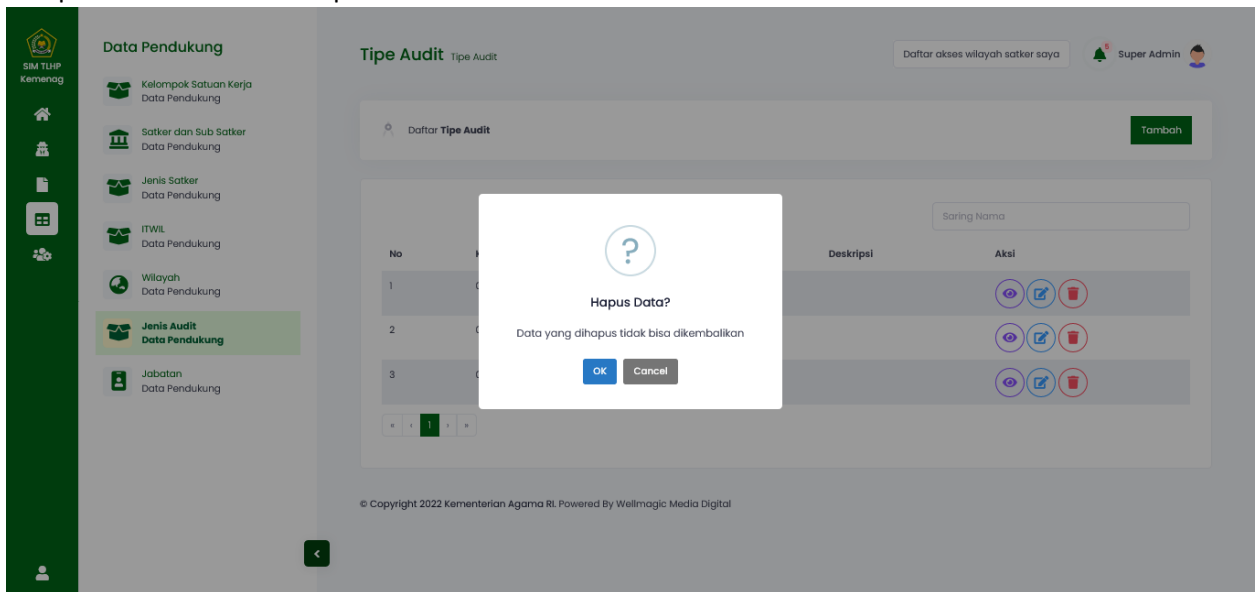 SIM TLHP
Kemenag
Data Pendukung
Kelompok Satuan Kerja
Data Pendukung
Satker dan Sub Satker
Data Pendukung
Jenis Satker
Data Pendukung
ITWIL
Data Pendukung
Wilayah
Data Pendukung
Jenis Audit
Data Pendukung
Jabatan
Data Pendukung
Tipe Audit Tipe Audit
Daftar akses wilayah satker saya
Super Admin
Daftar Tipe Audit
Tambah
Saring Nama
No Deskripsi Aksi
1
2
3
« ‹ 1 › »
?
Hapus Data?
Data yang dihapus tidak bisa dikembalikan
OK Cancel
© Copyright 2022 Kementerian Agama RI. Powered By Wellmagic Media Digital